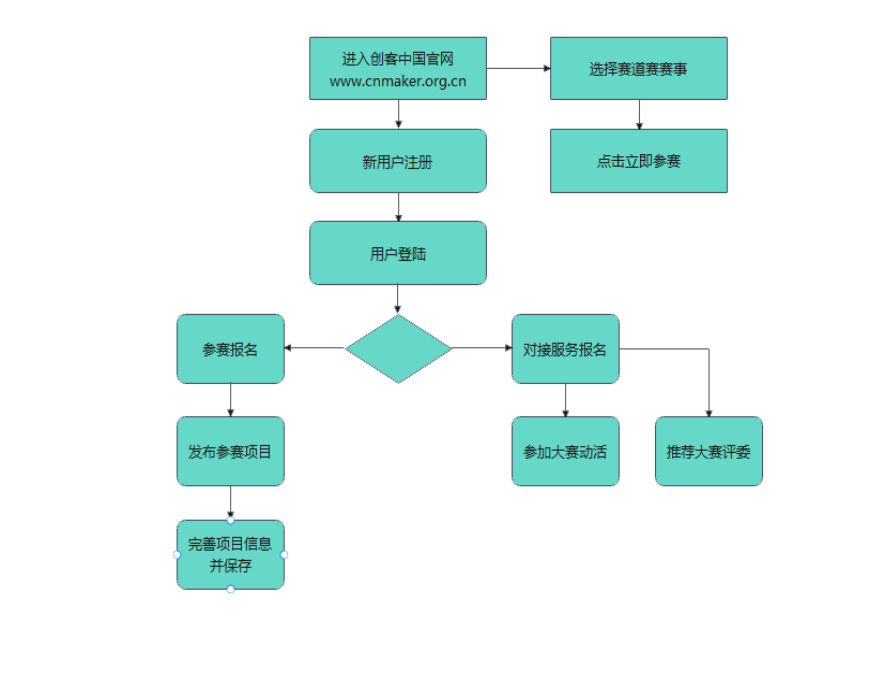 进入创客中国官网
www.cnmaker.org.cn
选择赛道赛赛事
新用户注册
点击立即参赛
用户登陆
参赛报名
对接服务报名
发布参赛项目
参加大赛动活
推荐大赛评委
完善项目信息
并保存